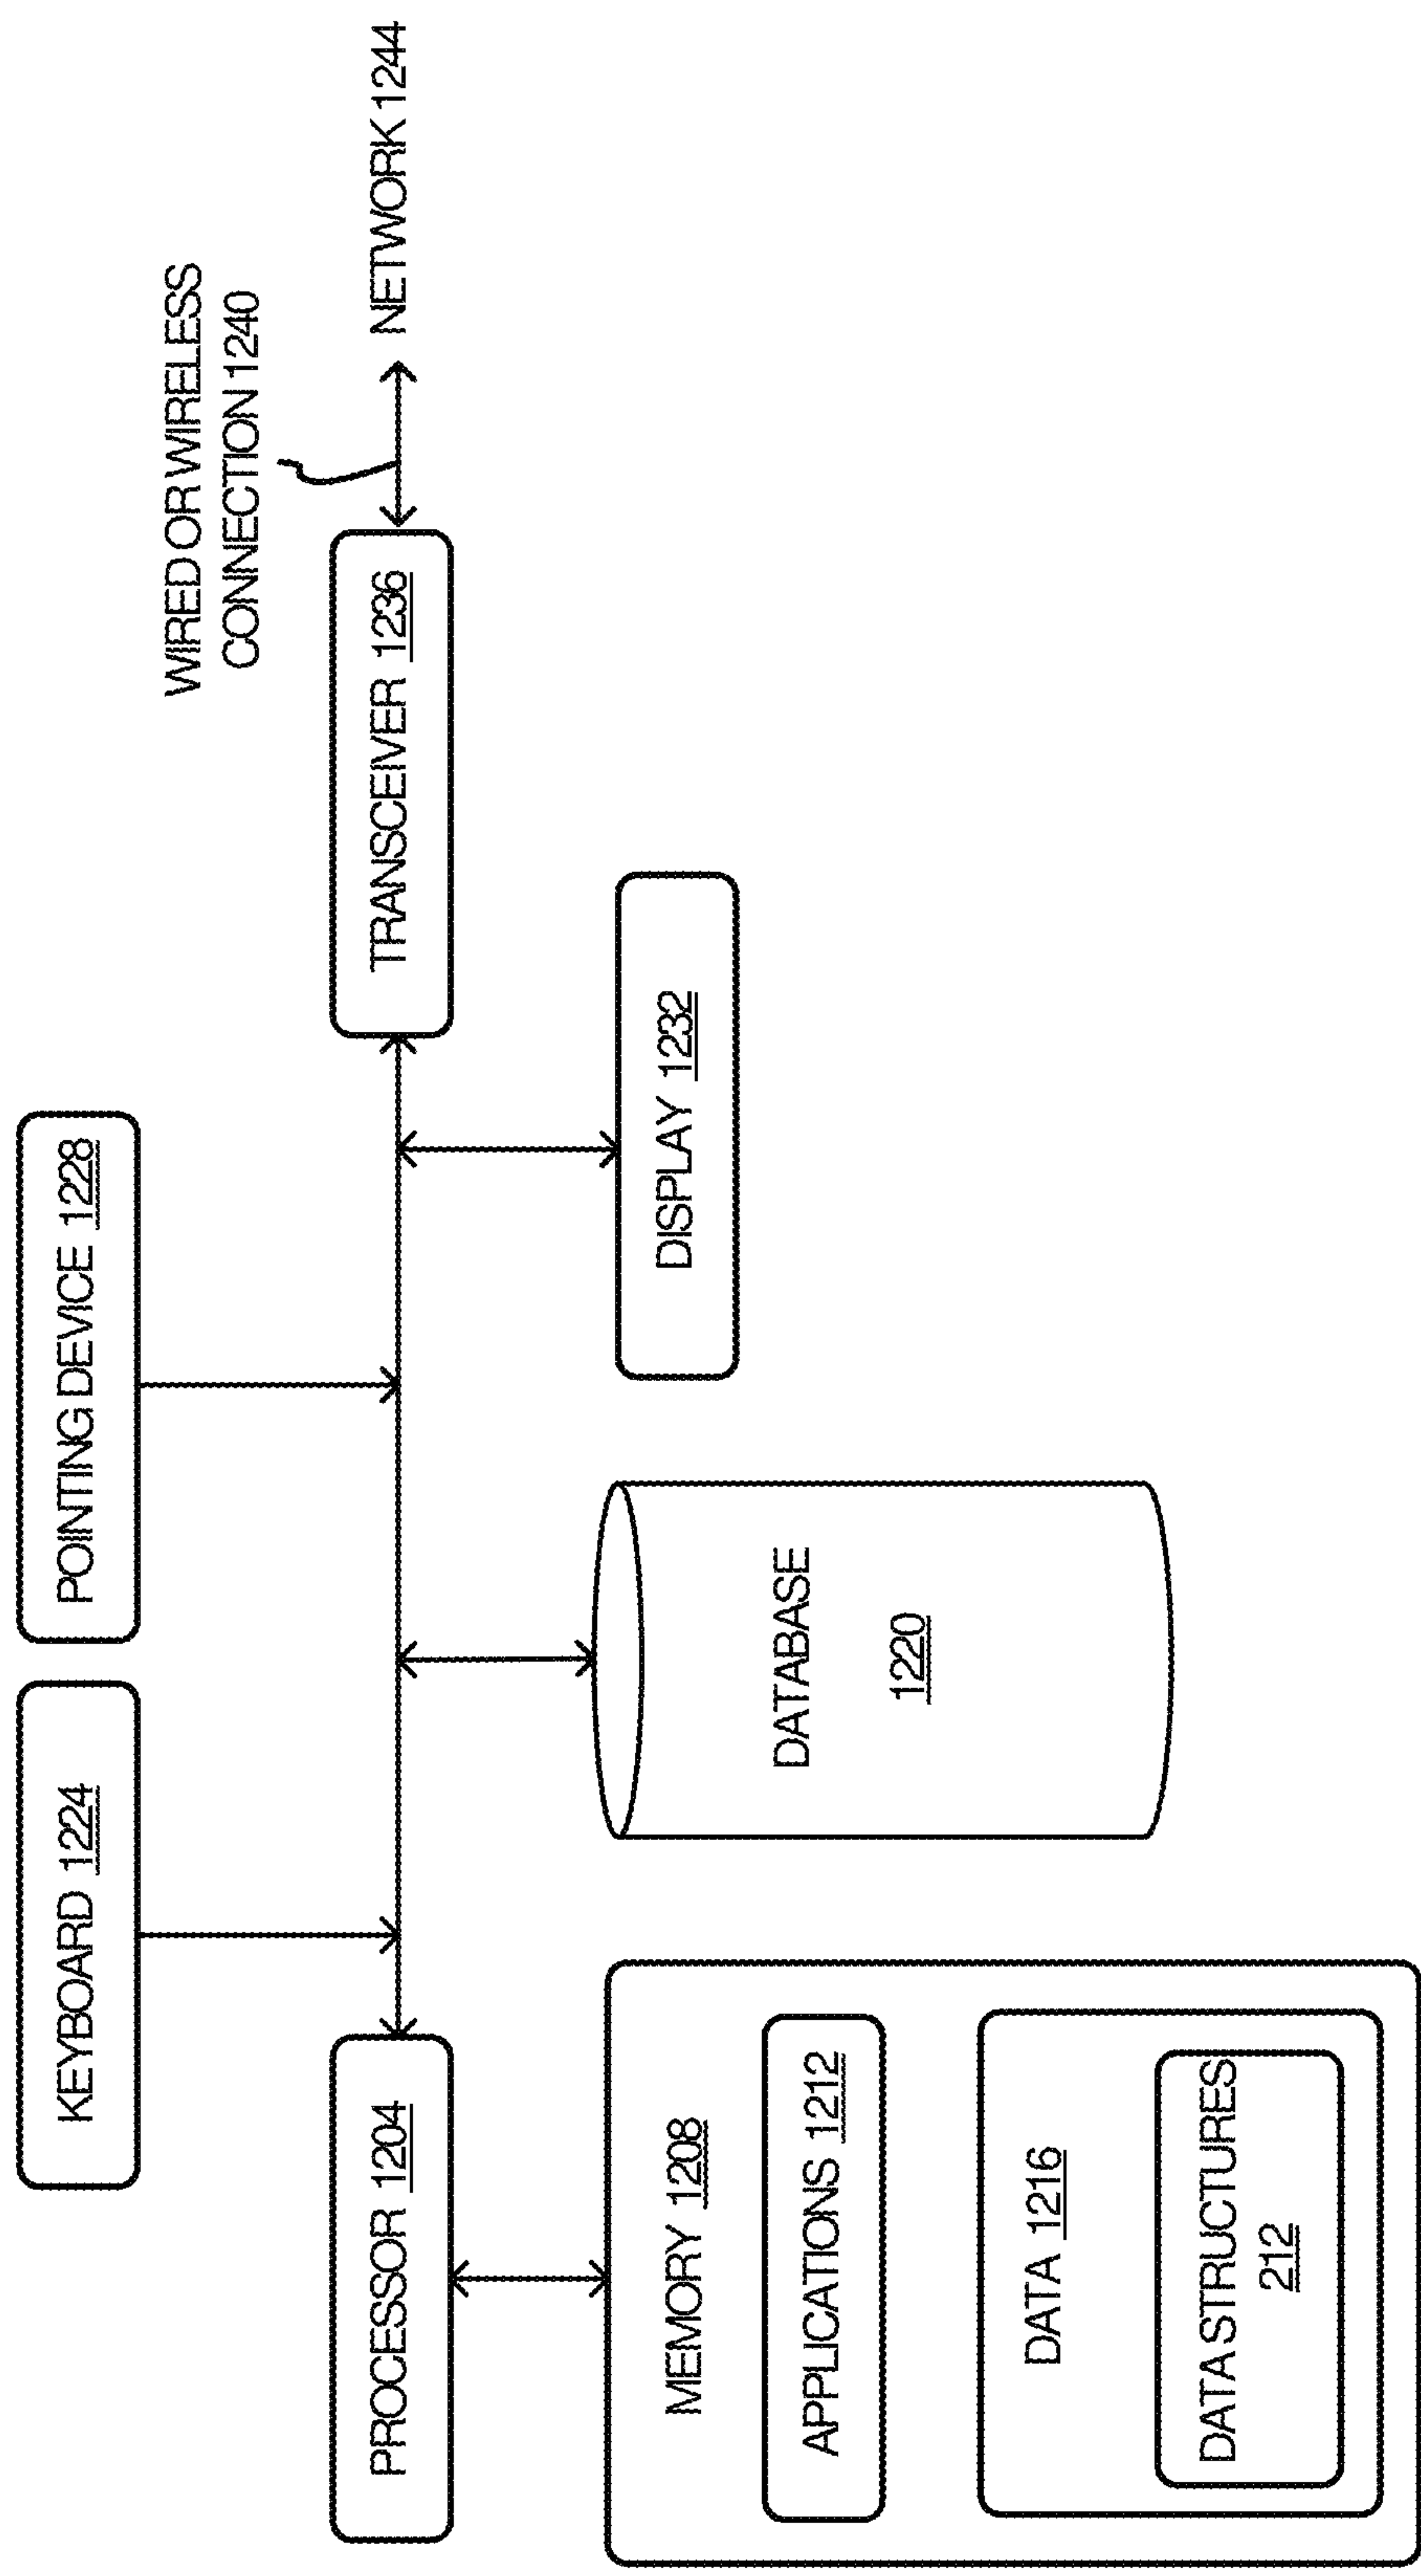 KEYBOARD 1224
POINTING DEVICE 1228
WIRED OR WIRELESS
CONNECTION 1240
PROCESSOR 1204
TRANSCEIVER 1236
NETWORK 1244
MEMORY 1208
APPLICATIONS 1212
DATA 1216
DATA STRUCTURES
212
DATABASE
1220
DISPLAY 1232